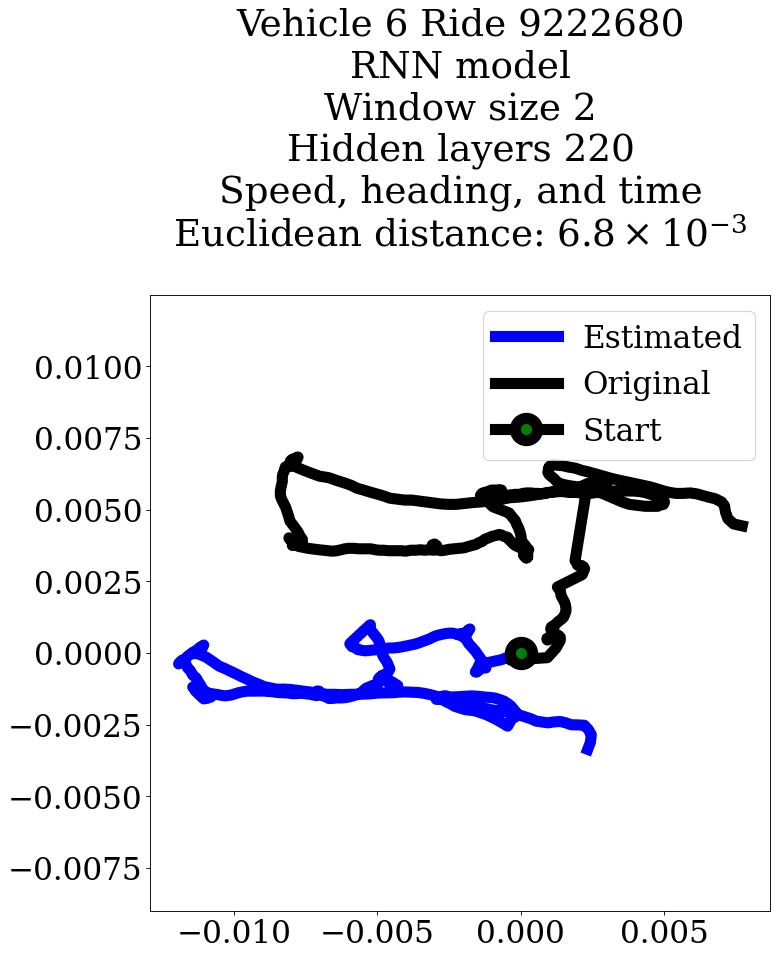 Vehicle 6 Ride 9222680
RNN model
Window size 2
Hidden layers 220
Speed, heading, and time
Euclidean distance: 6.8 × 10⁻³
Estimated
Original
Start
0.0100
0.0075
0.0050
0.0025
0.0000
−0.0025
−0.0050
−0.0075
−0.010 −0.005 0.000 0.005